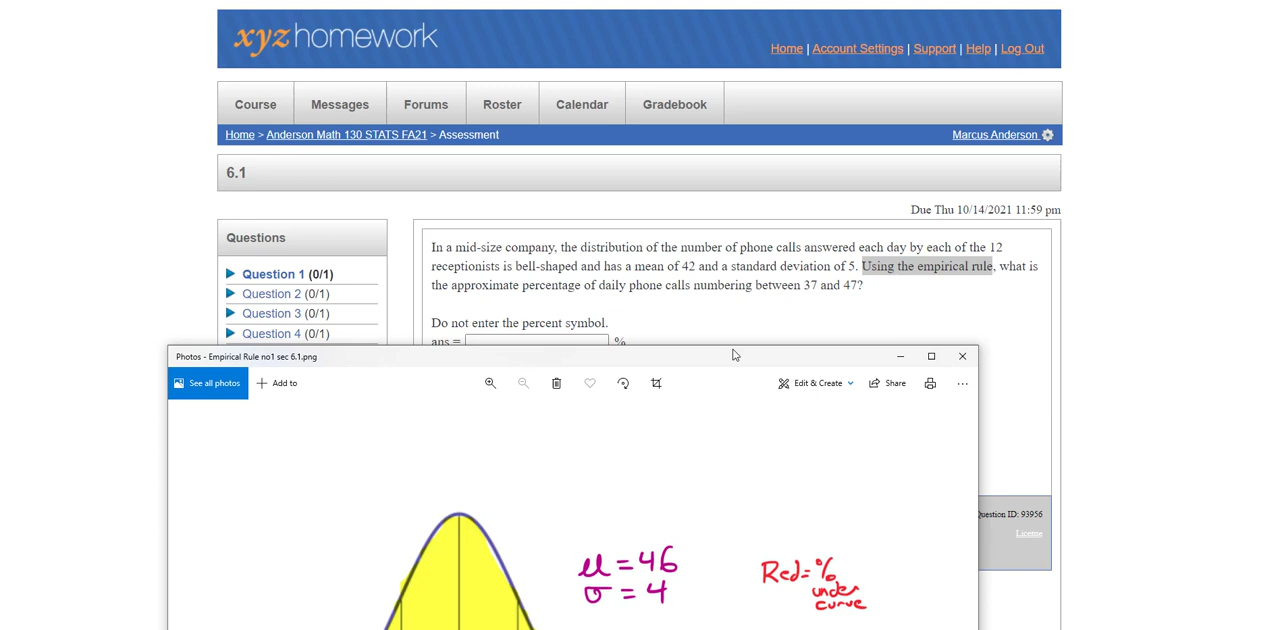 xyzhomework
Home | Account Settings | Support | Help | Log Out
Course Messages Forums Roster Calendar Gradebook
Home > Anderson Math 130 STATS FA21 > Assessment
Marcus Anderson
6.1
Due Thu 10/14/2021 11:59 pm
Questions
Question 1 (0/1)
Question 2 (0/1)
Question 3 (0/1)
Question 4 (0/1)
In a mid-size company, the distribution of the number of phone calls answered each day by each of the 12
receptionists is bell-shaped and has a mean of 42 and a standard deviation of 5. Using the empirical rule, what is
the approximate percentage of daily phone calls numbering between 37 and 47?
Do not enter the percent symbol.
ans = %
Photos - Empirical Rule no1 sec 6.1.png
See all photos
Add to
Edit & Create
Share
Question ID: 93956
License
μ = 46
σ = 4
Red = %
under
curve